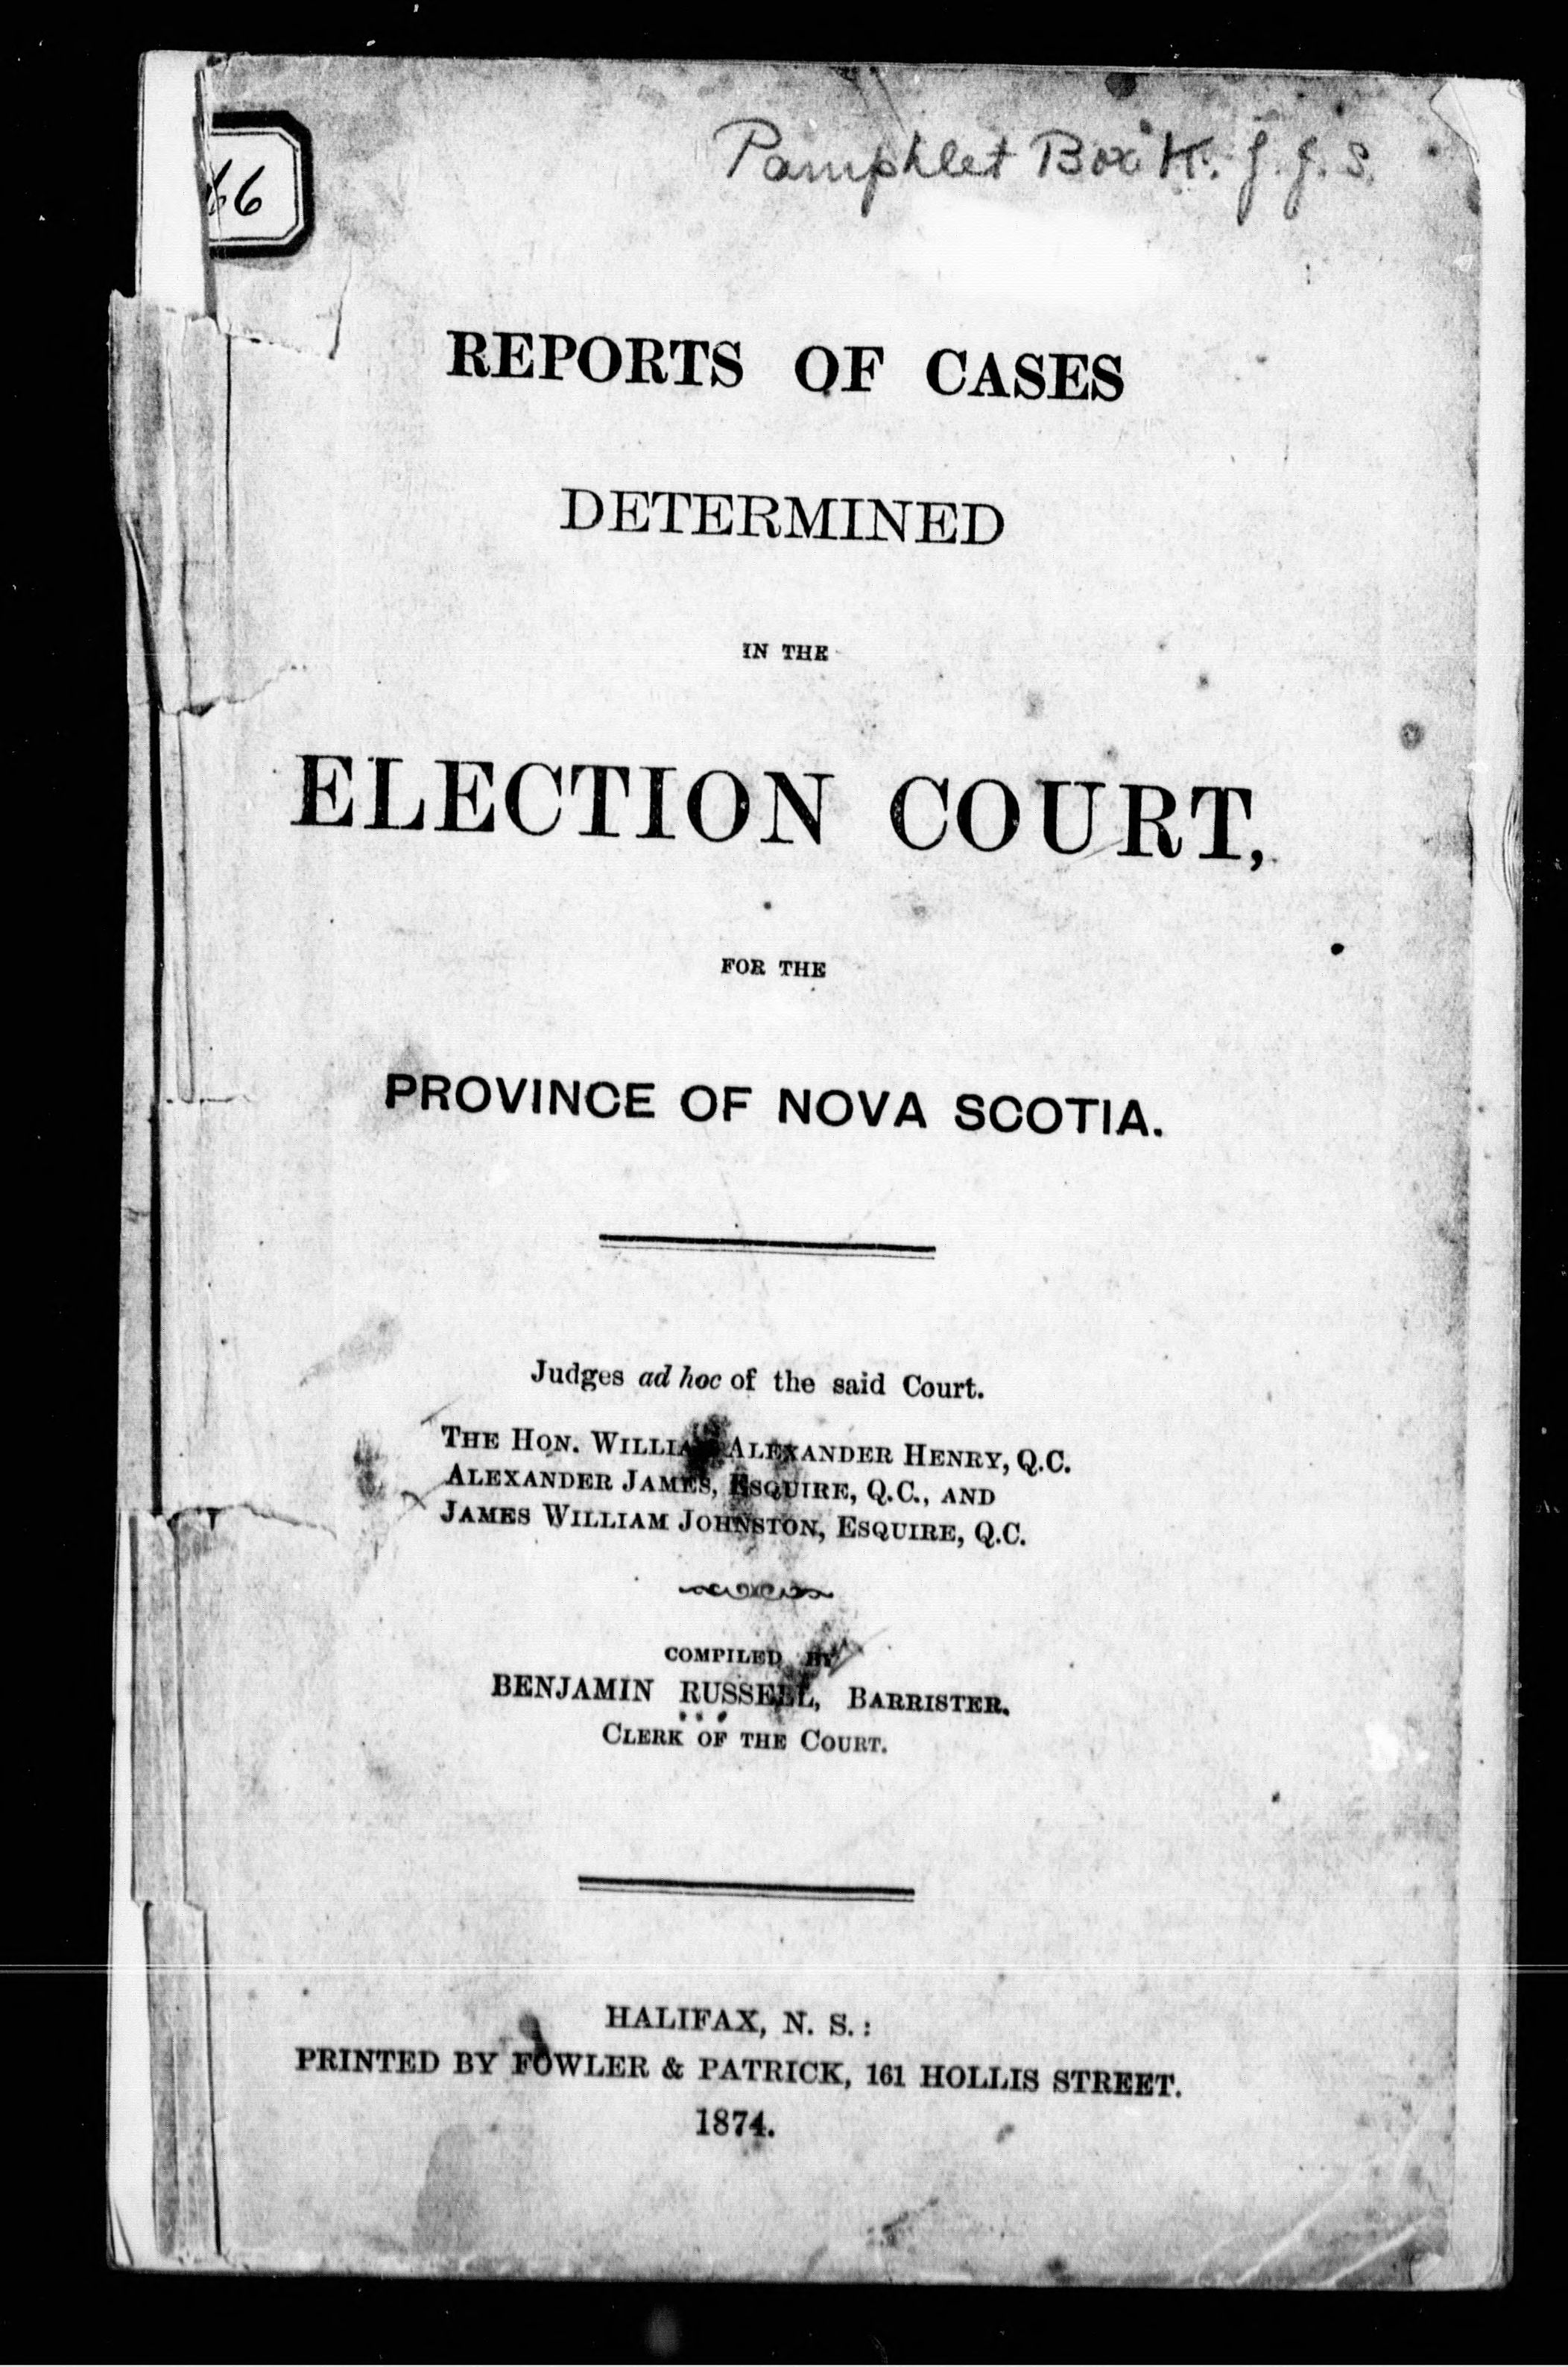 Pamphlet Box K. J. J. S.
66
REPORTS OF CASES
DETERMINED
IN THE
ELECTION COURT,
FOR THE
PROVINCE OF NOVA SCOTIA.
Judges ad hoc of the said Court.
THE HON. WILLIAM ALEXANDER HENRY, Q.C.
ALEXANDER JAMES, ESQUIRE, Q.C., AND
JAMES WILLIAM JOHNSTON, ESQUIRE, Q.C.
COMPILED BY
BENJAMIN RUSSELL, BARRISTER.
CLERK OF THE COURT.
HALIFAX, N. S.:
PRINTED BY FOWLER & PATRICK, 161 HOLLIS STREET.
1874.